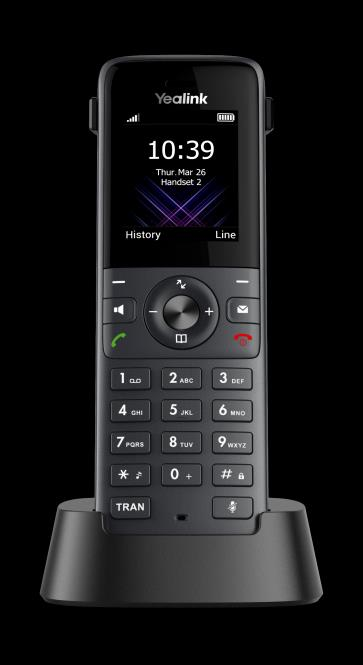 Yealink
10:39
Thur. Mar 26
Handset 2
History Line
- +
1 2 ABC 3 DEF
4 GHI 5 JKL 6 MNO
7 PQRS 8 TUV 9 WXYZ
* 0 + #
TRAN